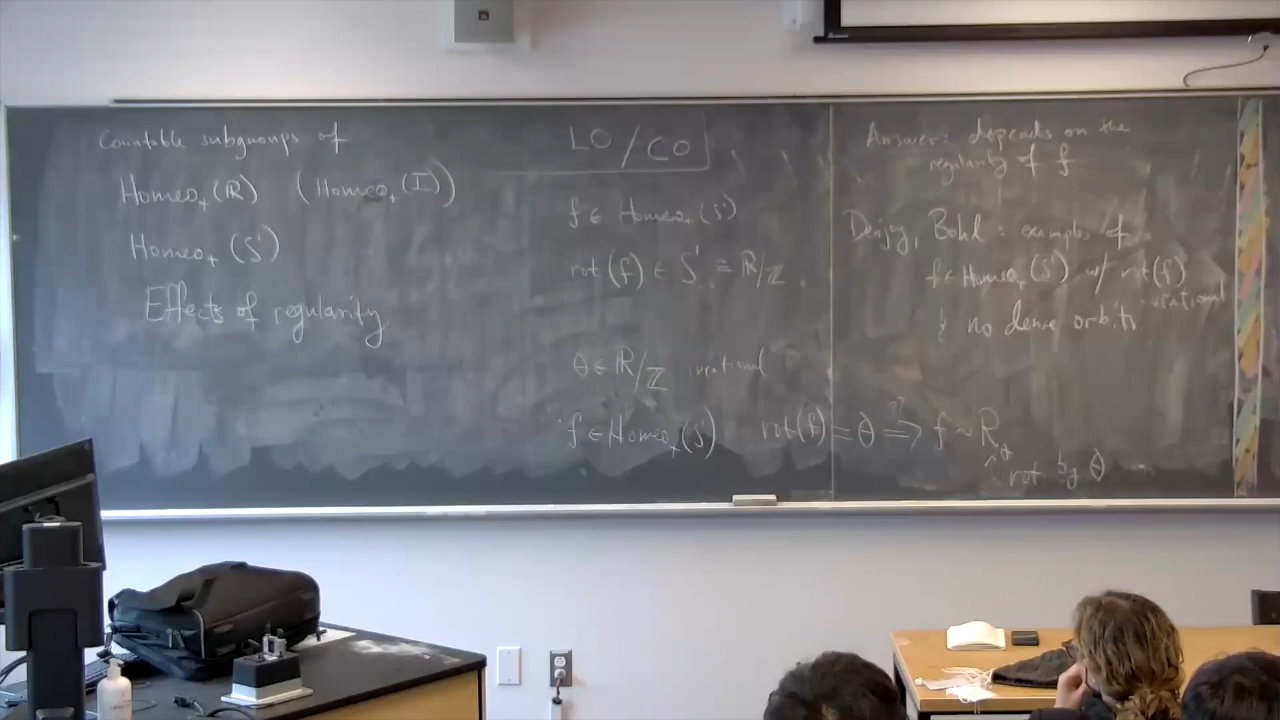 Countable subgroups of
Homeo₊(ℝ) (Homeo₊(I))
Homeo₊(S¹)
Effects of regularity
LO/CO
f ∈ Homeo₊(S¹)
rot(f) ∈ S¹ = ℝ/ℤ
θ ∈ ℝ/ℤ irrational
f ∈ Homeo₊(S¹) rot(f) = θ ⇒?? f ~ R_θ
↑ rot by θ
Answer: depends on the
regularity of f
Denjoy, Bohl: examples of
f ∈ Homeo₊(S¹) w/ rot(f)
irrational
& no dense orbits